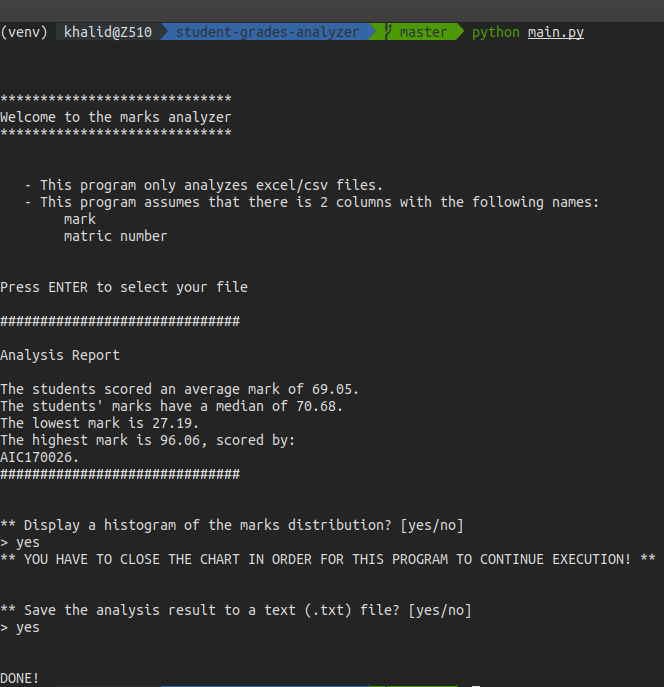 (venv) khalid@Z510 student-grades-analyzer master python main.py
******************************
Welcome to the marks analyzer
******************************
- This program only analyzes excel/csv files.
- This program assumes that there is 2 columns with the following names:
mark
matric number
Press ENTER to select your file
##############################
Analysis Report
The students scored an average mark of 69.05.
The students' marks have a median of 70.68.
The lowest mark is 27.19.
The highest mark is 96.06, scored by:
AIC170026.
##############################
** Display a histogram of the marks distribution? [yes/no]
> yes
** YOU HAVE TO CLOSE THE CHART IN ORDER FOR THIS PROGRAM TO CONTINUE EXECUTION! **
** Save the analysis result to a text (.txt) file? [yes/no]
> yes
DONE!